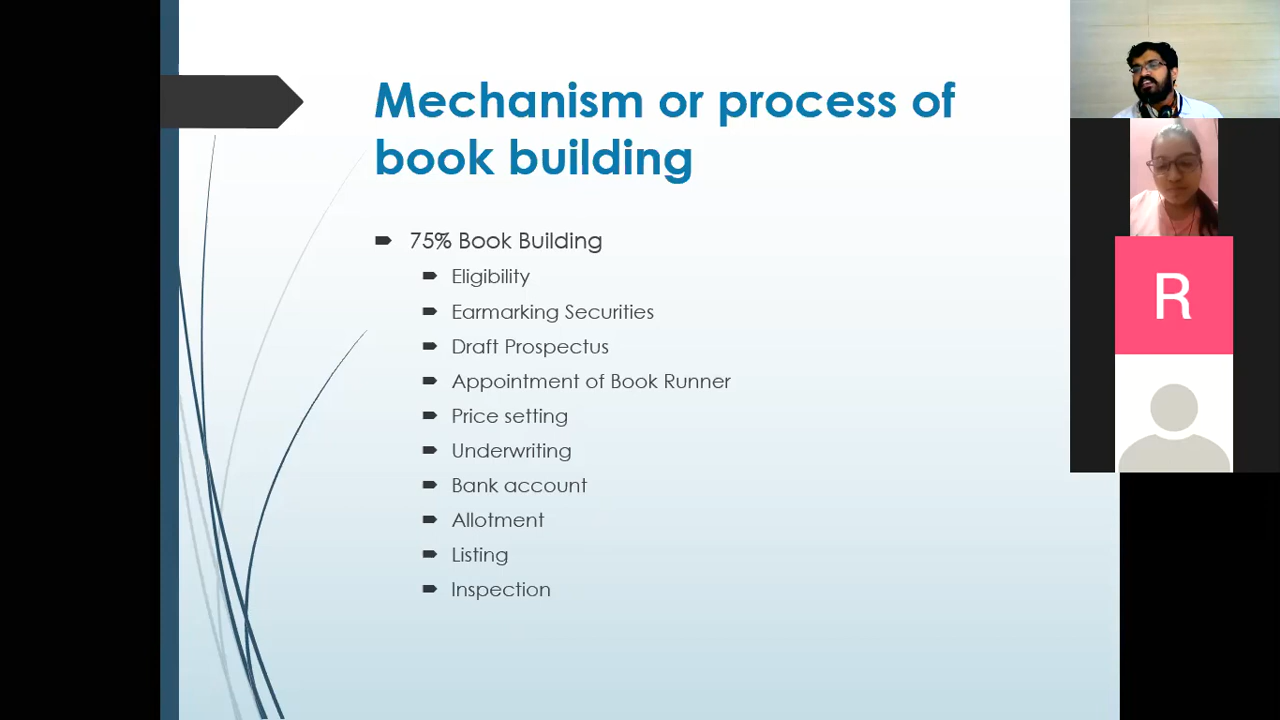 Mechanism or process of
book building
75% Book Building
Eligibility
Earmarking Securities
Draft Prospectus
Appointment of Book Runner
Price setting
Underwriting
Bank account
Allotment
Listing
Inspection
R